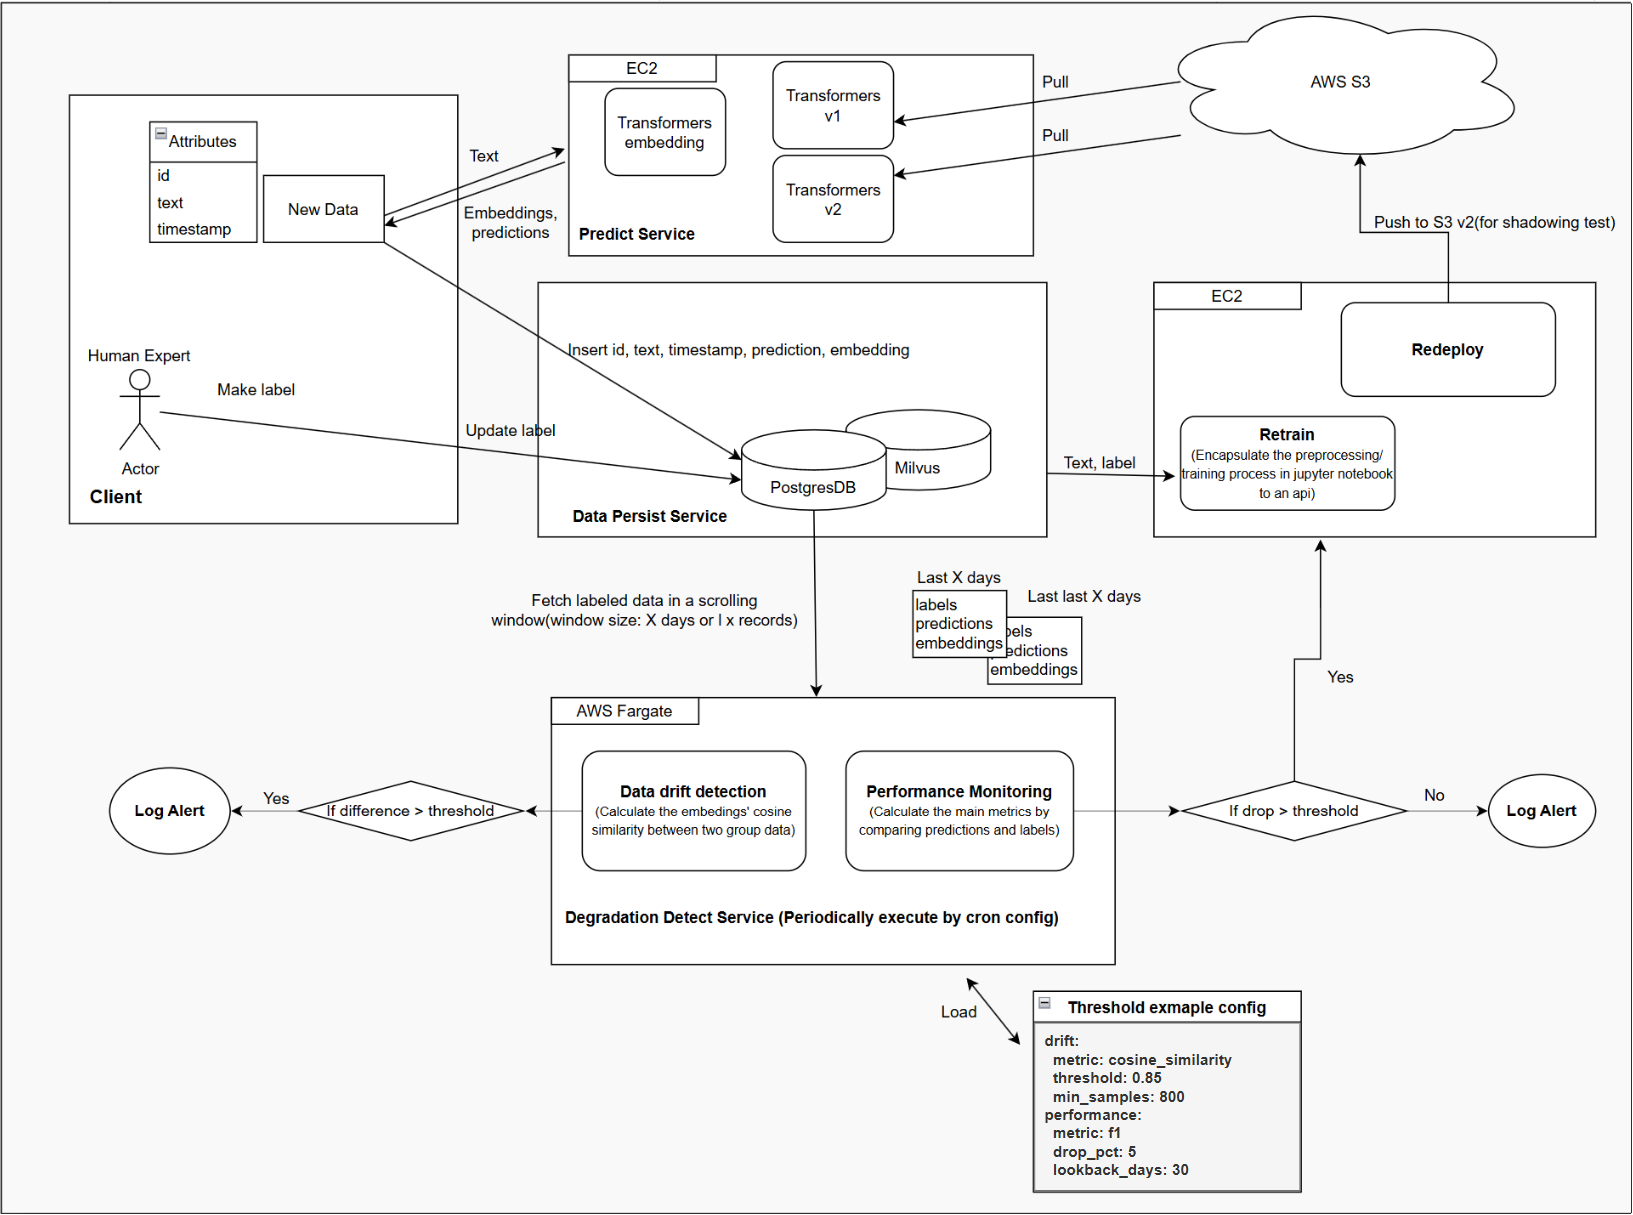 EC2
Transformers
embedding
Transformers
v1
Transformers
v2
Predict Service
AWS S3
Pull
Pull
Attributes
id
text
timestamp
New Data
Text
Embeddings,
predictions
Human Expert
Make label
Actor
Client
Update label
Insert id, text, timestamp, prediction, embedding
PostgresDB
Milvus
Data Persist Service
Text, label
Push to S3 v2(for shadowing test)
EC2
Redeploy
Retrain
(Encapsulate the preprocessing/
training process in jupyter notebook
to an api)
Fetch labeled data in a scrolling
window(window size: X days or l x records)
Last X days
labels
predictions
embeddings
Last last X days
bels
edictions
embeddings
Yes
AWS Fargate
Data drift detection
(Calculate the embedings' cosine
similarity between two group data)
Performance Monitoring
(Calculate the main metrics by
comparing predictions and labels)
Degradation Detect Service (Periodically execute by cron config)
If difference > threshold
Yes
Log Alert
If drop > threshold
No
Log Alert
Load
Threshold exmaple config
drift:
metric: cosine_similarity
threshold: 0.85
min_samples: 800
performance:
metric: f1
drop_pct: 5
lookback_days: 30